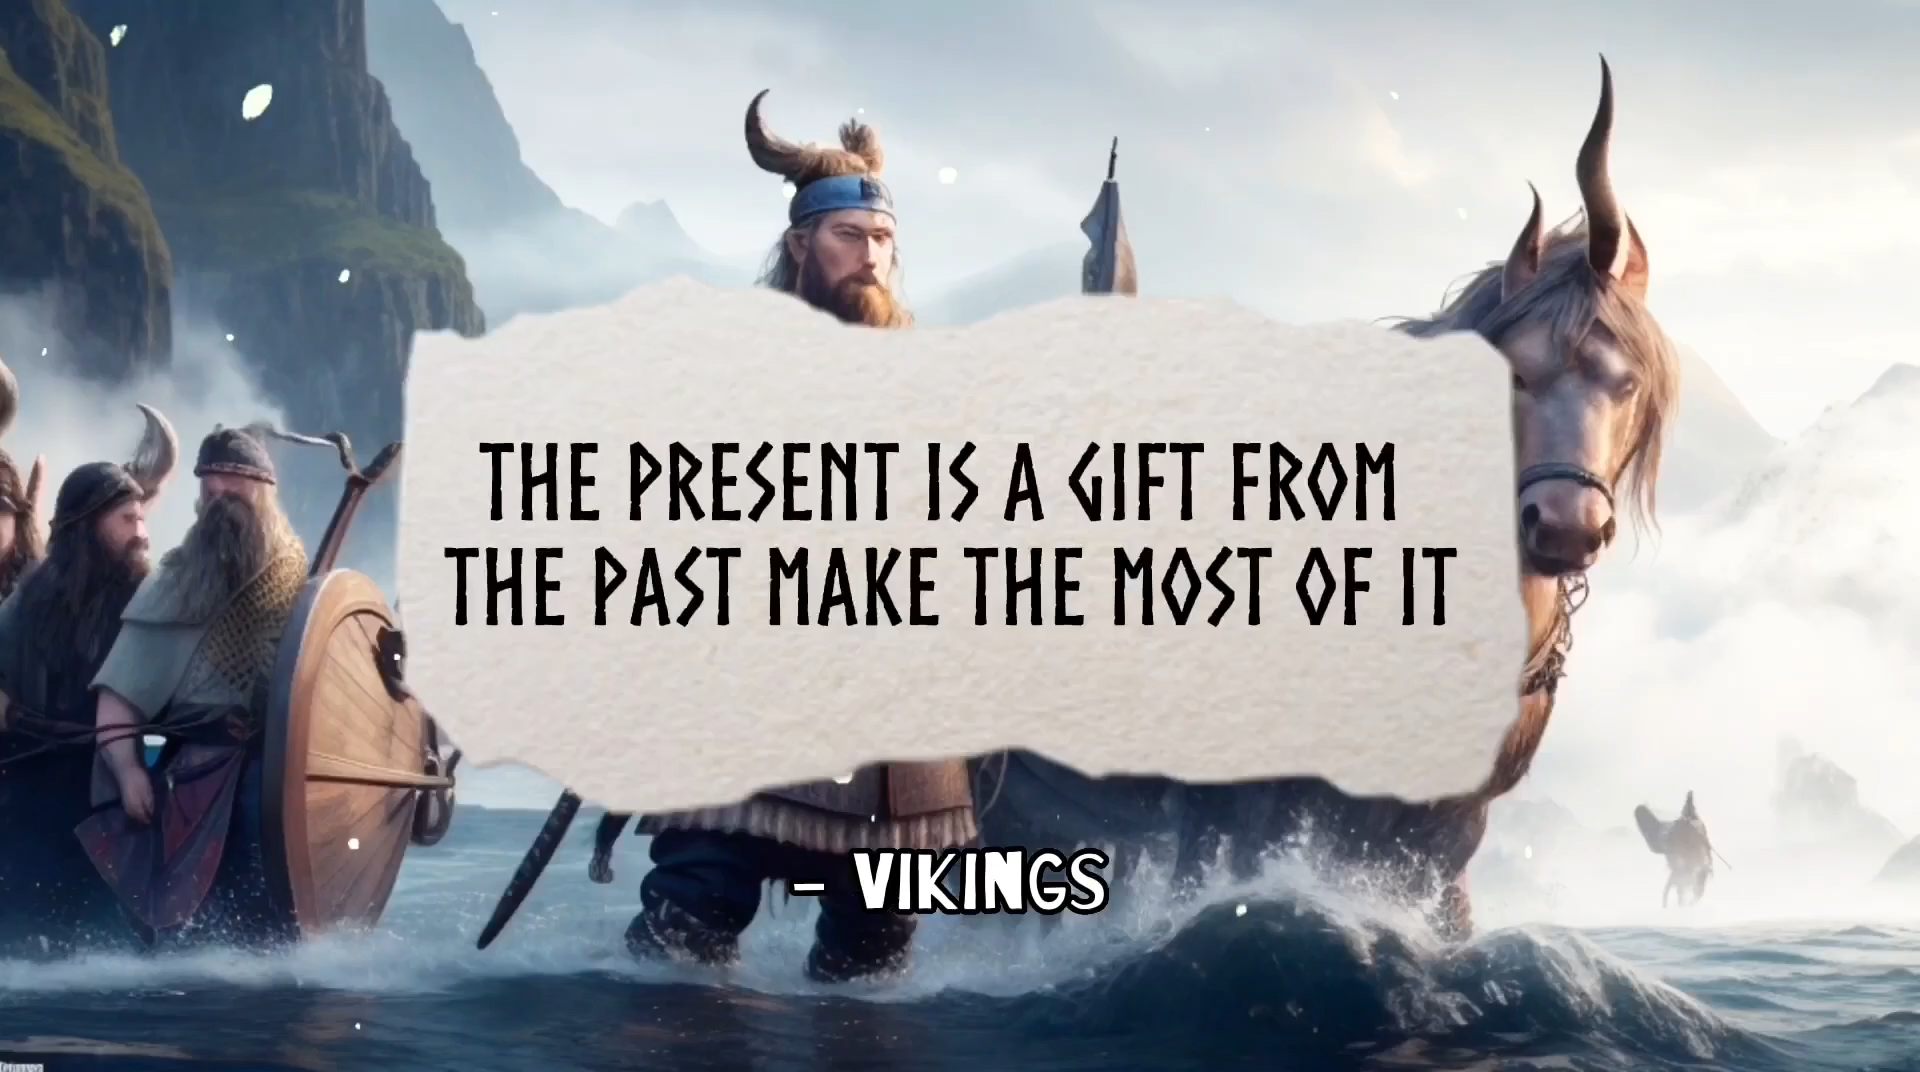 THE PRESENT IS A GIFT FROM
THE PAST MAKE THE MOST OF IT
– VIKINGS